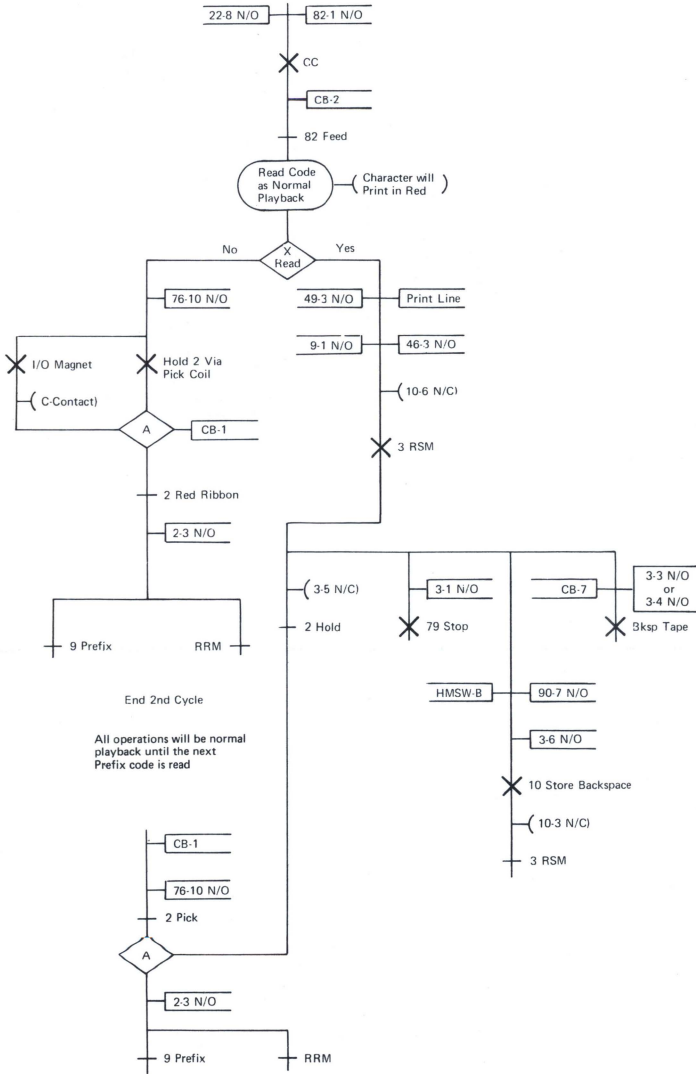 22-8 N/O
82-1 N/O
CC
CB-2
82 Feed
Read Code
as Normal
Playback
(Character will
Print in Red)
No
X
Read
Yes
76-10 N/O
49-3 N/O
Print Line
9-1 N/O
46-3 N/O
I/O Magnet
Hold 2 Via
Pick Coil
(C-Contact)
(10-6 N/C)
A
CB-1
3 RSM
2 Red Ribbon
2-3 N/O
(3-5 N/C)
3-1 N/O
CB-7
3-3 N/O
or
3-4 N/O
9 Prefix
RRM
2 Hold
79 Stop
Bksp Tape
End 2nd Cycle
HMSW-B
90-7 N/O
All operations will be normal
playback until the next
Prefix code is read
3-6 N/O
10 Store Backspace
(10-3 N/C)
3 RSM
CB-1
76-10 N/O
2 Pick
A
2-3 N/O
9 Prefix
RRM